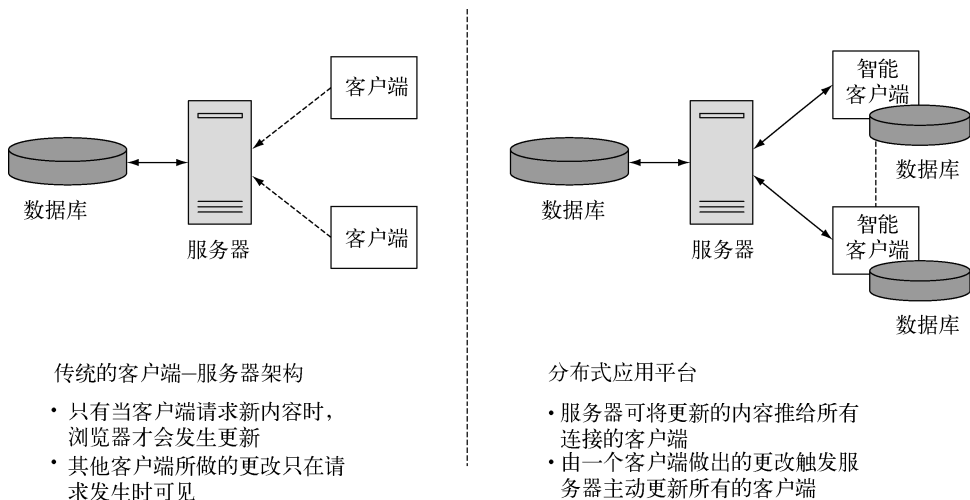 客户端
数据库
服务器
客户端
传统的客户端—服务器架构
• 只有当客户端请求新内容时，
浏览器才会发生更新
• 其他客户端所做的更改只在请
求发生时可见
智能
客户端
数据库
数据库
服务器
智能
客户端
数据库
分布式应用平台
• 服务器可将更新的内容推给所有
连接的客户端
• 由一个客户端做出的更改触发服
务器主动更新所有的客户端